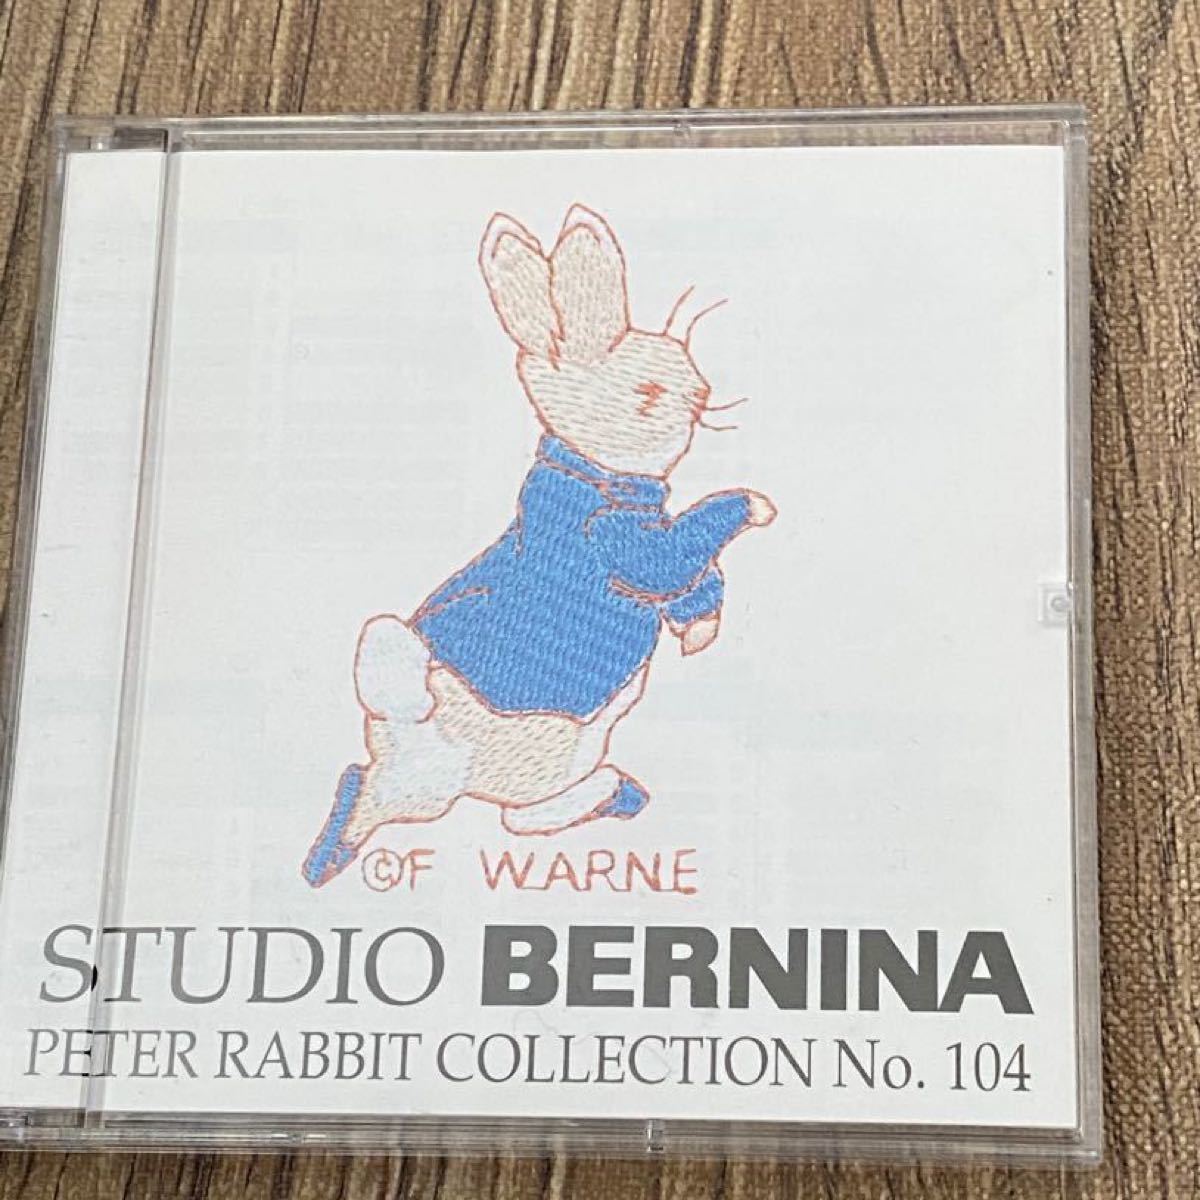 ©F WARNE
STUDIO BERNINA
PETER RABBIT COLLECTION No. 104